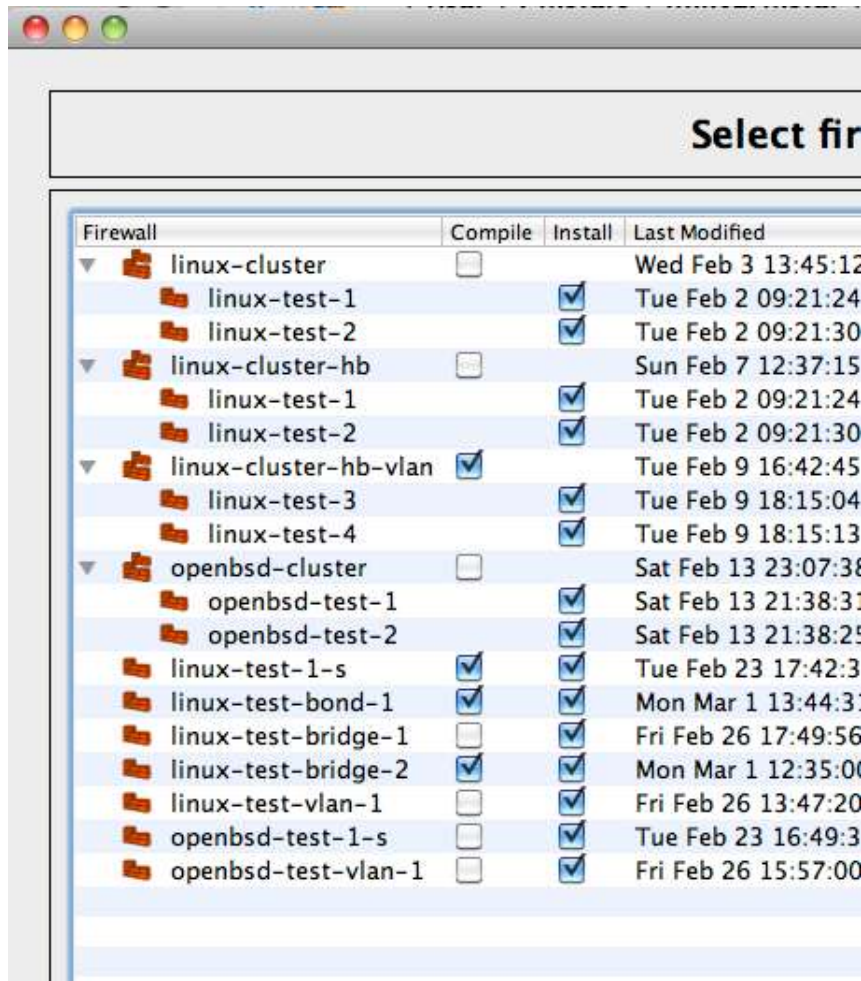 Select fir
Firewall Compile Install Last Modified
linux-cluster Wed Feb 3 13:45:12
linux-test-1 Tue Feb 2 09:21:24
linux-test-2 Tue Feb 2 09:21:30
linux-cluster-hb Sun Feb 7 12:37:15
linux-test-1 Tue Feb 2 09:21:24
linux-test-2 Tue Feb 2 09:21:30
linux-cluster-hb-vlan Tue Feb 9 16:42:45
linux-test-3 Tue Feb 9 18:15:04
linux-test-4 Tue Feb 9 18:15:13
openbsd-cluster Sat Feb 13 23:07:38
openbsd-test-1 Sat Feb 13 21:38:31
openbsd-test-2 Sat Feb 13 21:38:25
linux-test-1-s Tue Feb 23 17:42:3
linux-test-bond-1 Mon Mar 1 13:44:31
linux-test-bridge-1 Fri Feb 26 17:49:56
linux-test-bridge-2 Mon Mar 1 12:35:00
linux-test-vlan-1 Fri Feb 26 13:47:20
openbsd-test-1-s Tue Feb 23 16:49:3
openbsd-test-vlan-1 Fri Feb 26 15:57:00